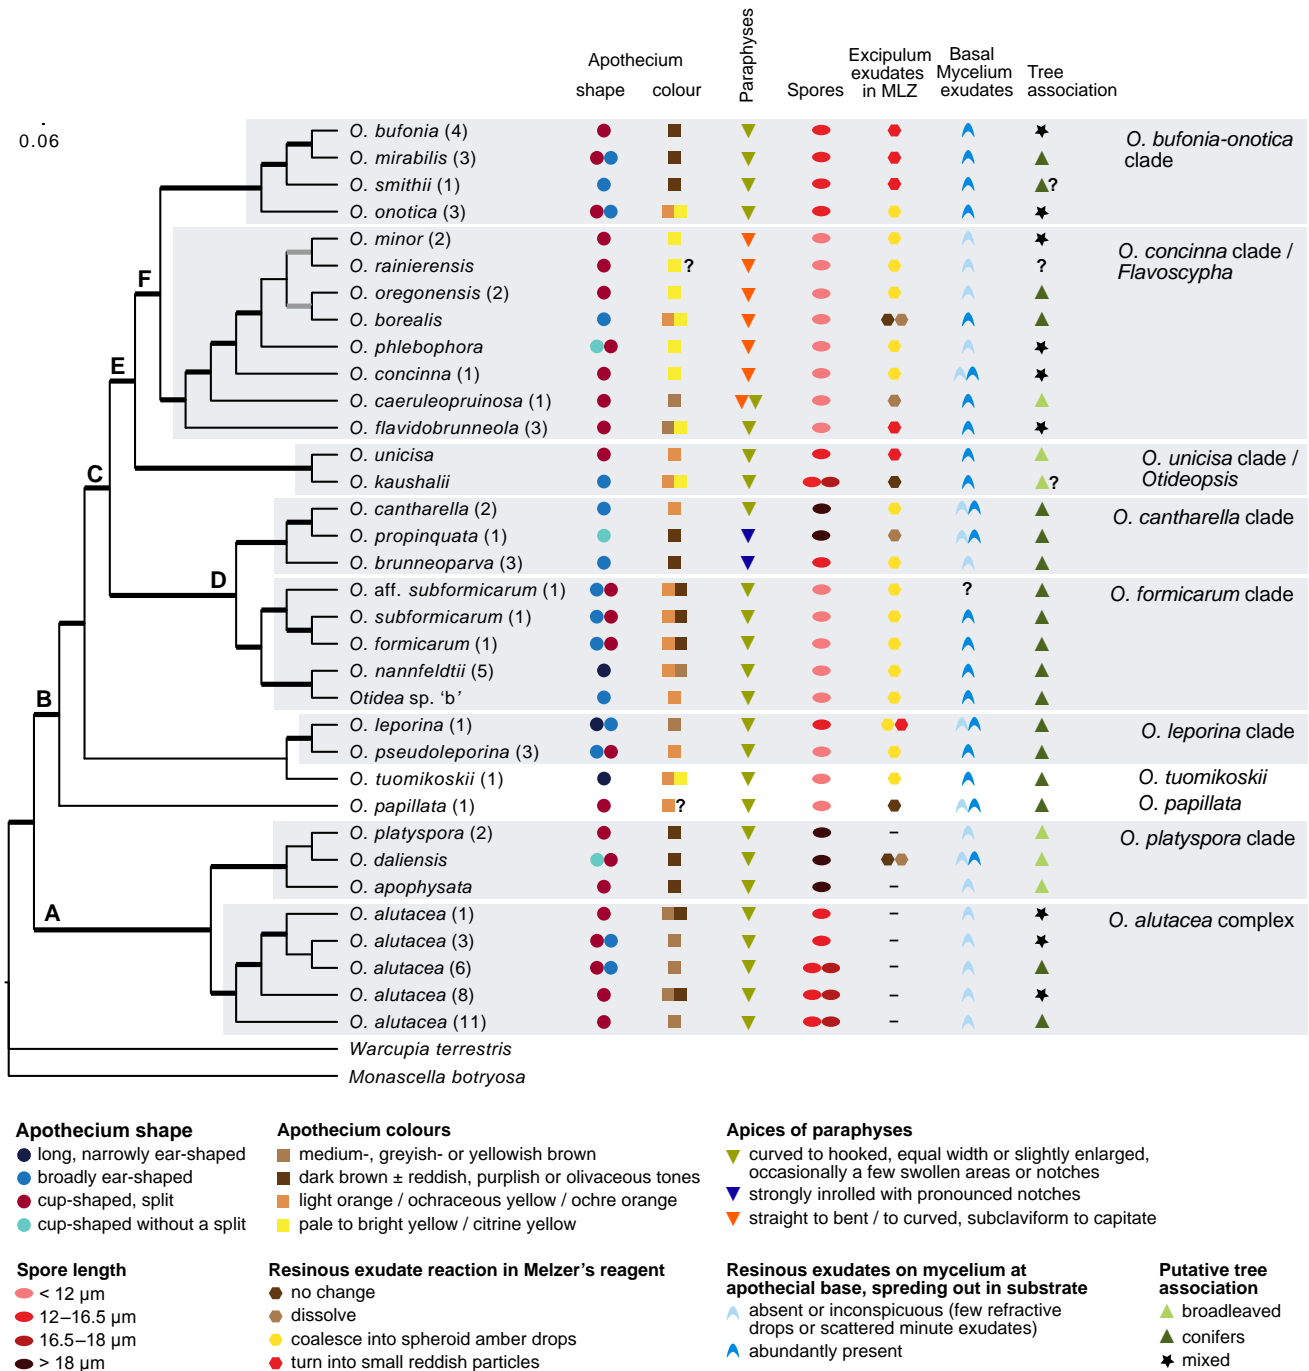 Apothecium
shape
colour
Paraphyses
Spores
Excipulum
exudates
in MLZ
Basal
Mycelium
exudates
Tree
association
0.06
O. bufonia (4)
O. mirabilis (3)
O. smithii (1) ?
O. onotica (3)
O. bufonia-onotica
clade
O. minor (2)
O. rainierensis ? ?
O. oregonensis (2)
O. borealis
O. phlebophora
O. concinna (1)
O. caeruleopruinosa (1)
O. flavidobrunneola (3)
O. concinna clade /
Flavoscypha
O. unicisa
O. kaushalii ?
O. unicisa clade /
Otideopsis
O. cantharella (2)
O. propinquata (1)
O. brunneoparva (3)
O. cantharella clade
O. aff. subformicarum (1) ?
O. subformicarum (1)
O. formicarum (1)
O. nannfeldtii (5)
Otidea sp. ‘b’
O. formicarum clade
O. leporina (1)
O. pseudoleporina (3)
O. leporina clade
O. tuomikoskii (1)
O. tuomikoskii
O. papillata (1) ?
O. papillata
O. platyspora (2) –
O. daliensis
O. apophysata –
O. platyspora clade
O. alutacea (1) –
O. alutacea (3) –
O. alutacea (6) –
O. alutacea (8) –
O. alutacea (11) –
O. alutacea complex
Warcupia terrestris
Monascella botryosa
F
E
C
D
B
A
Apothecium shape
long, narrowly ear-shaped
broadly ear-shaped
cup-shaped, split
cup-shaped without a split
Apothecium colours
medium-, greyish- or yellowish brown
dark brown ± reddish, purplish or olivaceous tones
light orange / ochraceous yellow / ochre orange
pale to bright yellow / citrine yellow
Apices of paraphyses
curved to hooked, equal width or slightly enlarged,
occasionally a few swollen areas or notches
strongly inrolled with pronounced notches
straight to bent / to curved, subclaviform to capitate
Spore length
< 12 µm
12–16.5 µm
16.5–18 µm
> 18 µm
Resinous exudate reaction in Melzer’s reagent
no change
dissolve
coalesce into spheroid amber drops
turn into small reddish particles
Resinous exudates on mycelium at
apothecial base, spreding out in substrate
absent or inconspicuous (few refractive
drops or scattered minute exudates)
abundantly present
Putative tree
association
broadleaved
conifers
mixed